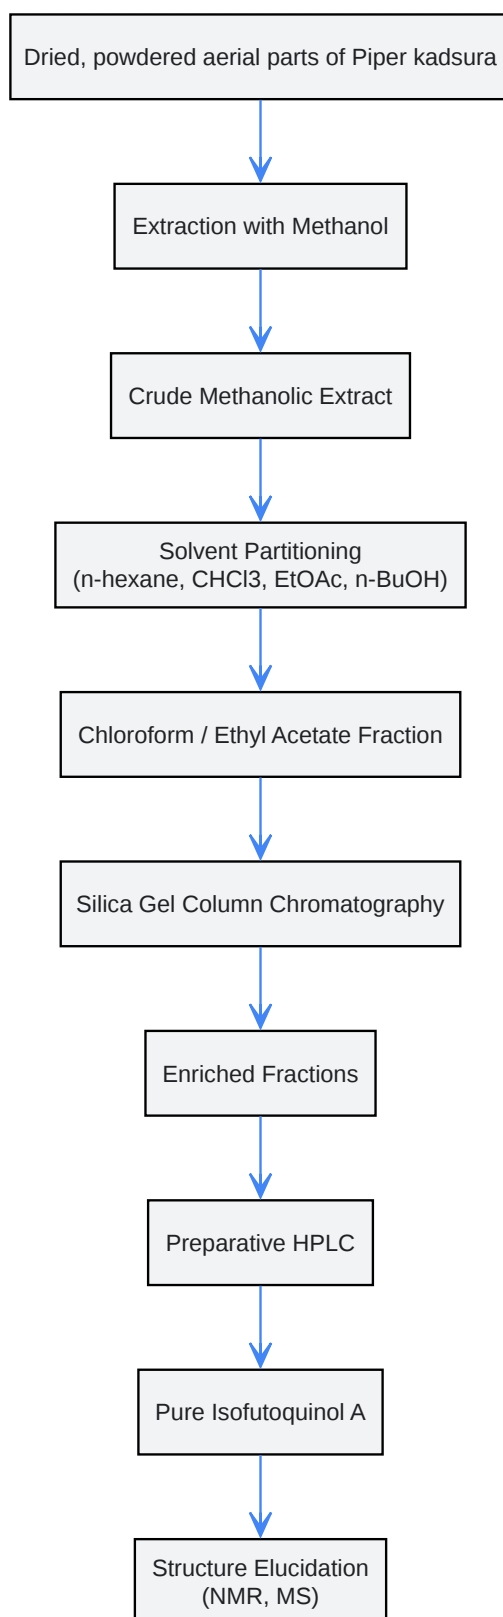 Dried, powdered aerial parts of Piper kadsura
Extraction with Methanol
Crude Methanolic Extract
Solvent Partitioning
(n-hexane, CHCl3, EtOAc, n-BuOH)
Chloroform / Ethyl Acetate Fraction
Silica Gel Column Chromatography
Enriched Fractions
Preparative HPLC
Pure Isofutoquinol A
Structure Elucidation
(NMR, MS)